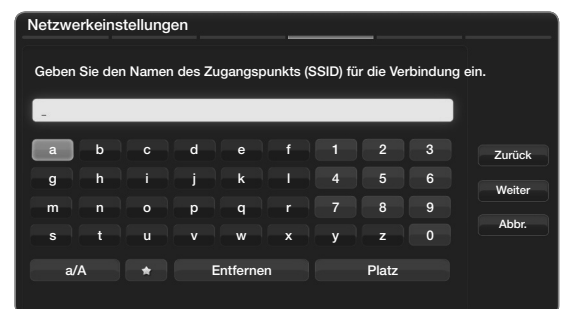 Netzwerkeinstellungen
Geben Sie den Namen des Zugangspunkts (SSID) für die Verbindung ein.
_
a b c d e f 1 2 3
g h i j k l 4 5 6
m n o p q r 7 8 9
s t u v w x y z 0
a/A ★ Entfernen Platz
Zurück
Weiter
Abbr.